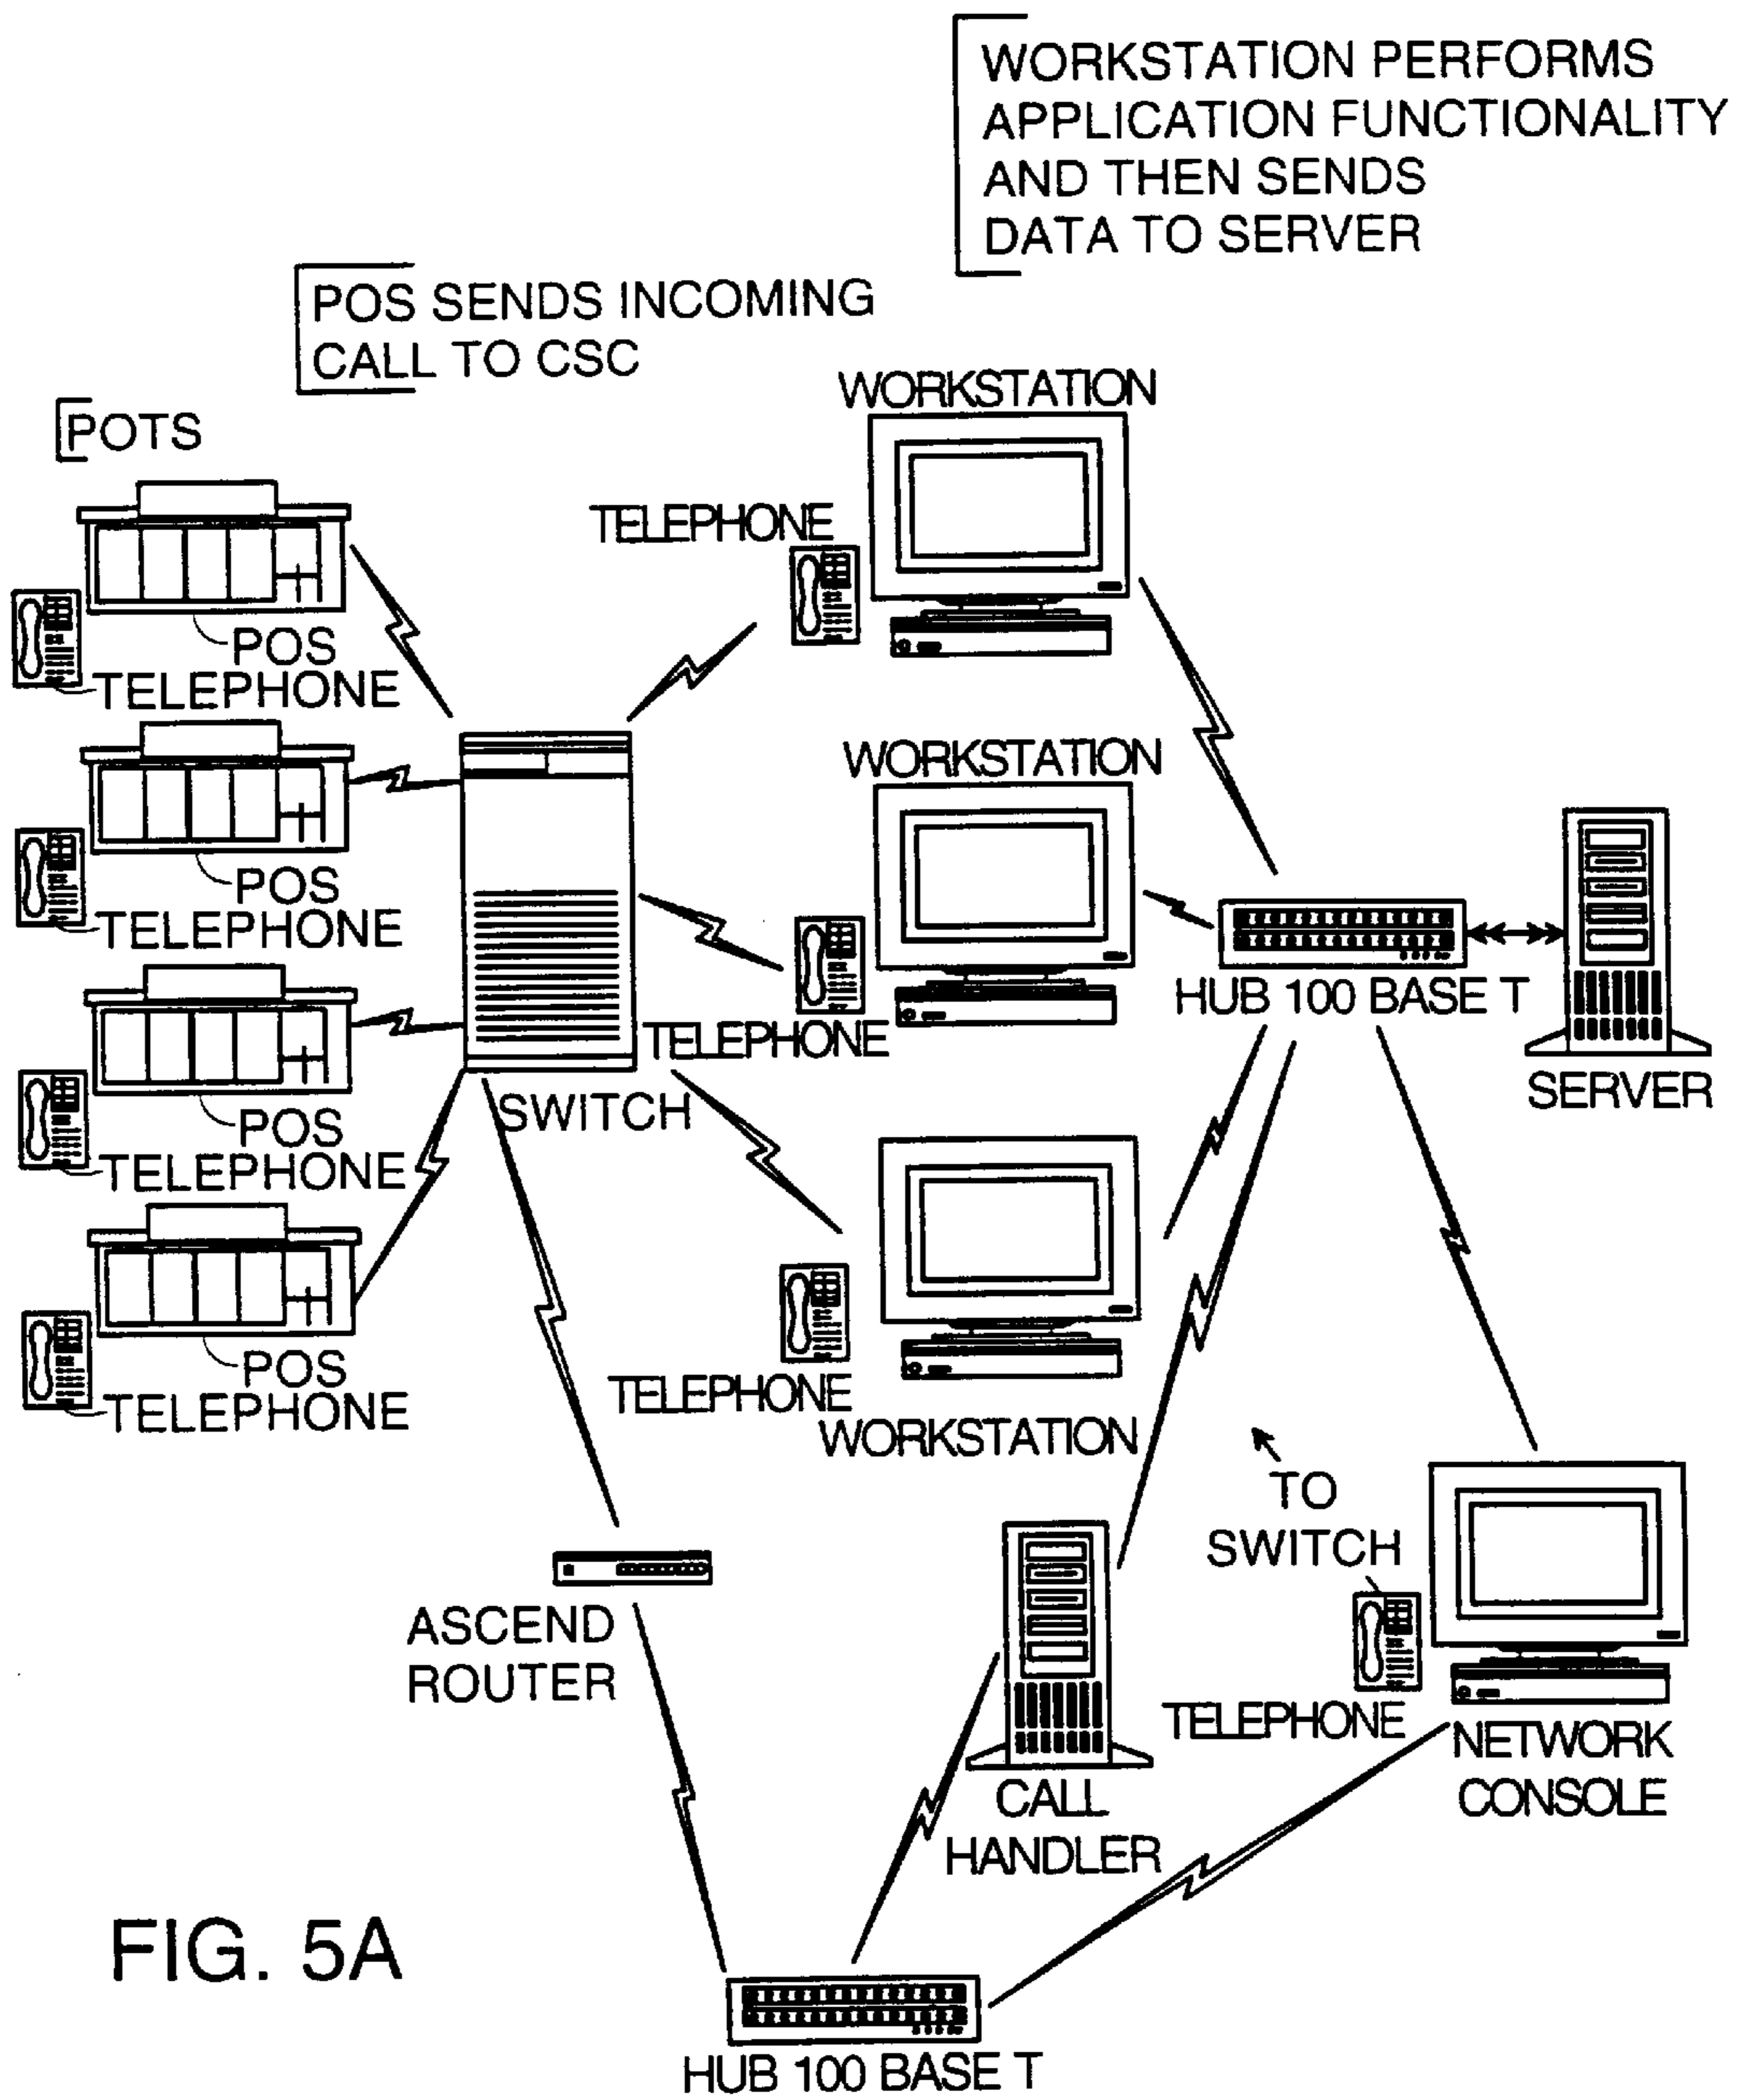 WORKSTATION PERFORMS
APPLICATION FUNCTIONALITY
AND THEN SENDS
DATA TO SERVER
POS SENDS INCOMING
CALL TO CSC
POTS
WORKSTATION
TELEPHONE
POS
TELEPHONE
WORKSTATION
POS
TELEPHONE
HUB 100 BASE T
TELEPHONE
SERVER
SWITCH
POS
TELEPHONE
POS
TELEPHONE
TELEPHONE
WORKSTATION
TO
SWITCH
ASCEND
ROUTER
TELEPHONE
NETWORK
CONSOLE
CALL
HANDLER
FIG. 5A
HUB 100 BASE T